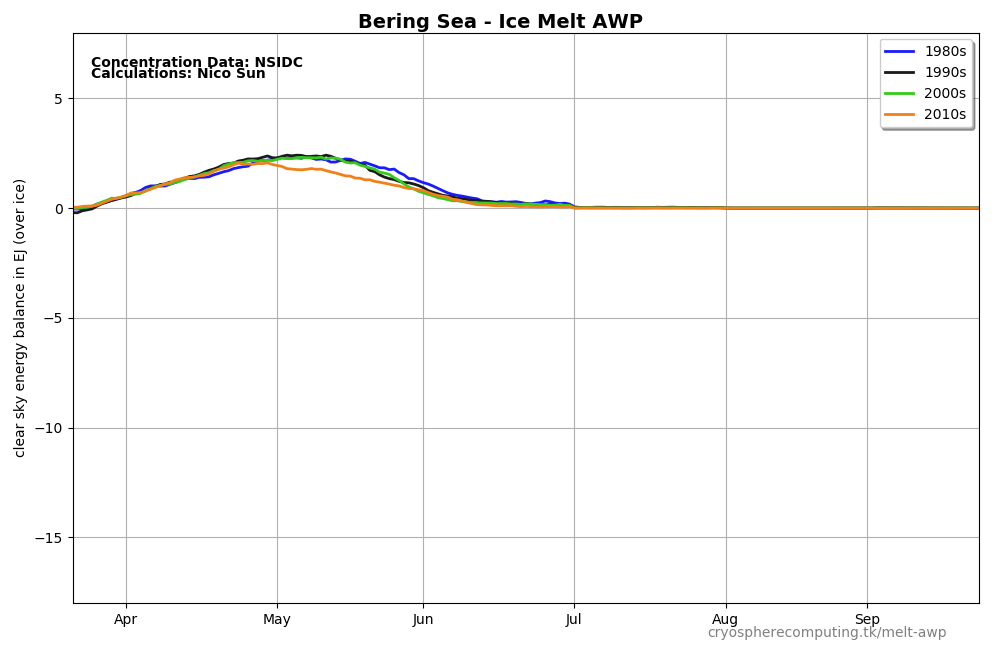 Bering Sea - Ice Melt AWP
Concentration Data: NSIDC
Calculations: Nico Sun
1980s
1990s
2000s
2010s
clear sky energy balance in EJ (over ice)
5
0
−5
−10
−15
Apr May Jun Jul Aug Sep
cryospherecomputing.tk/melt-awp